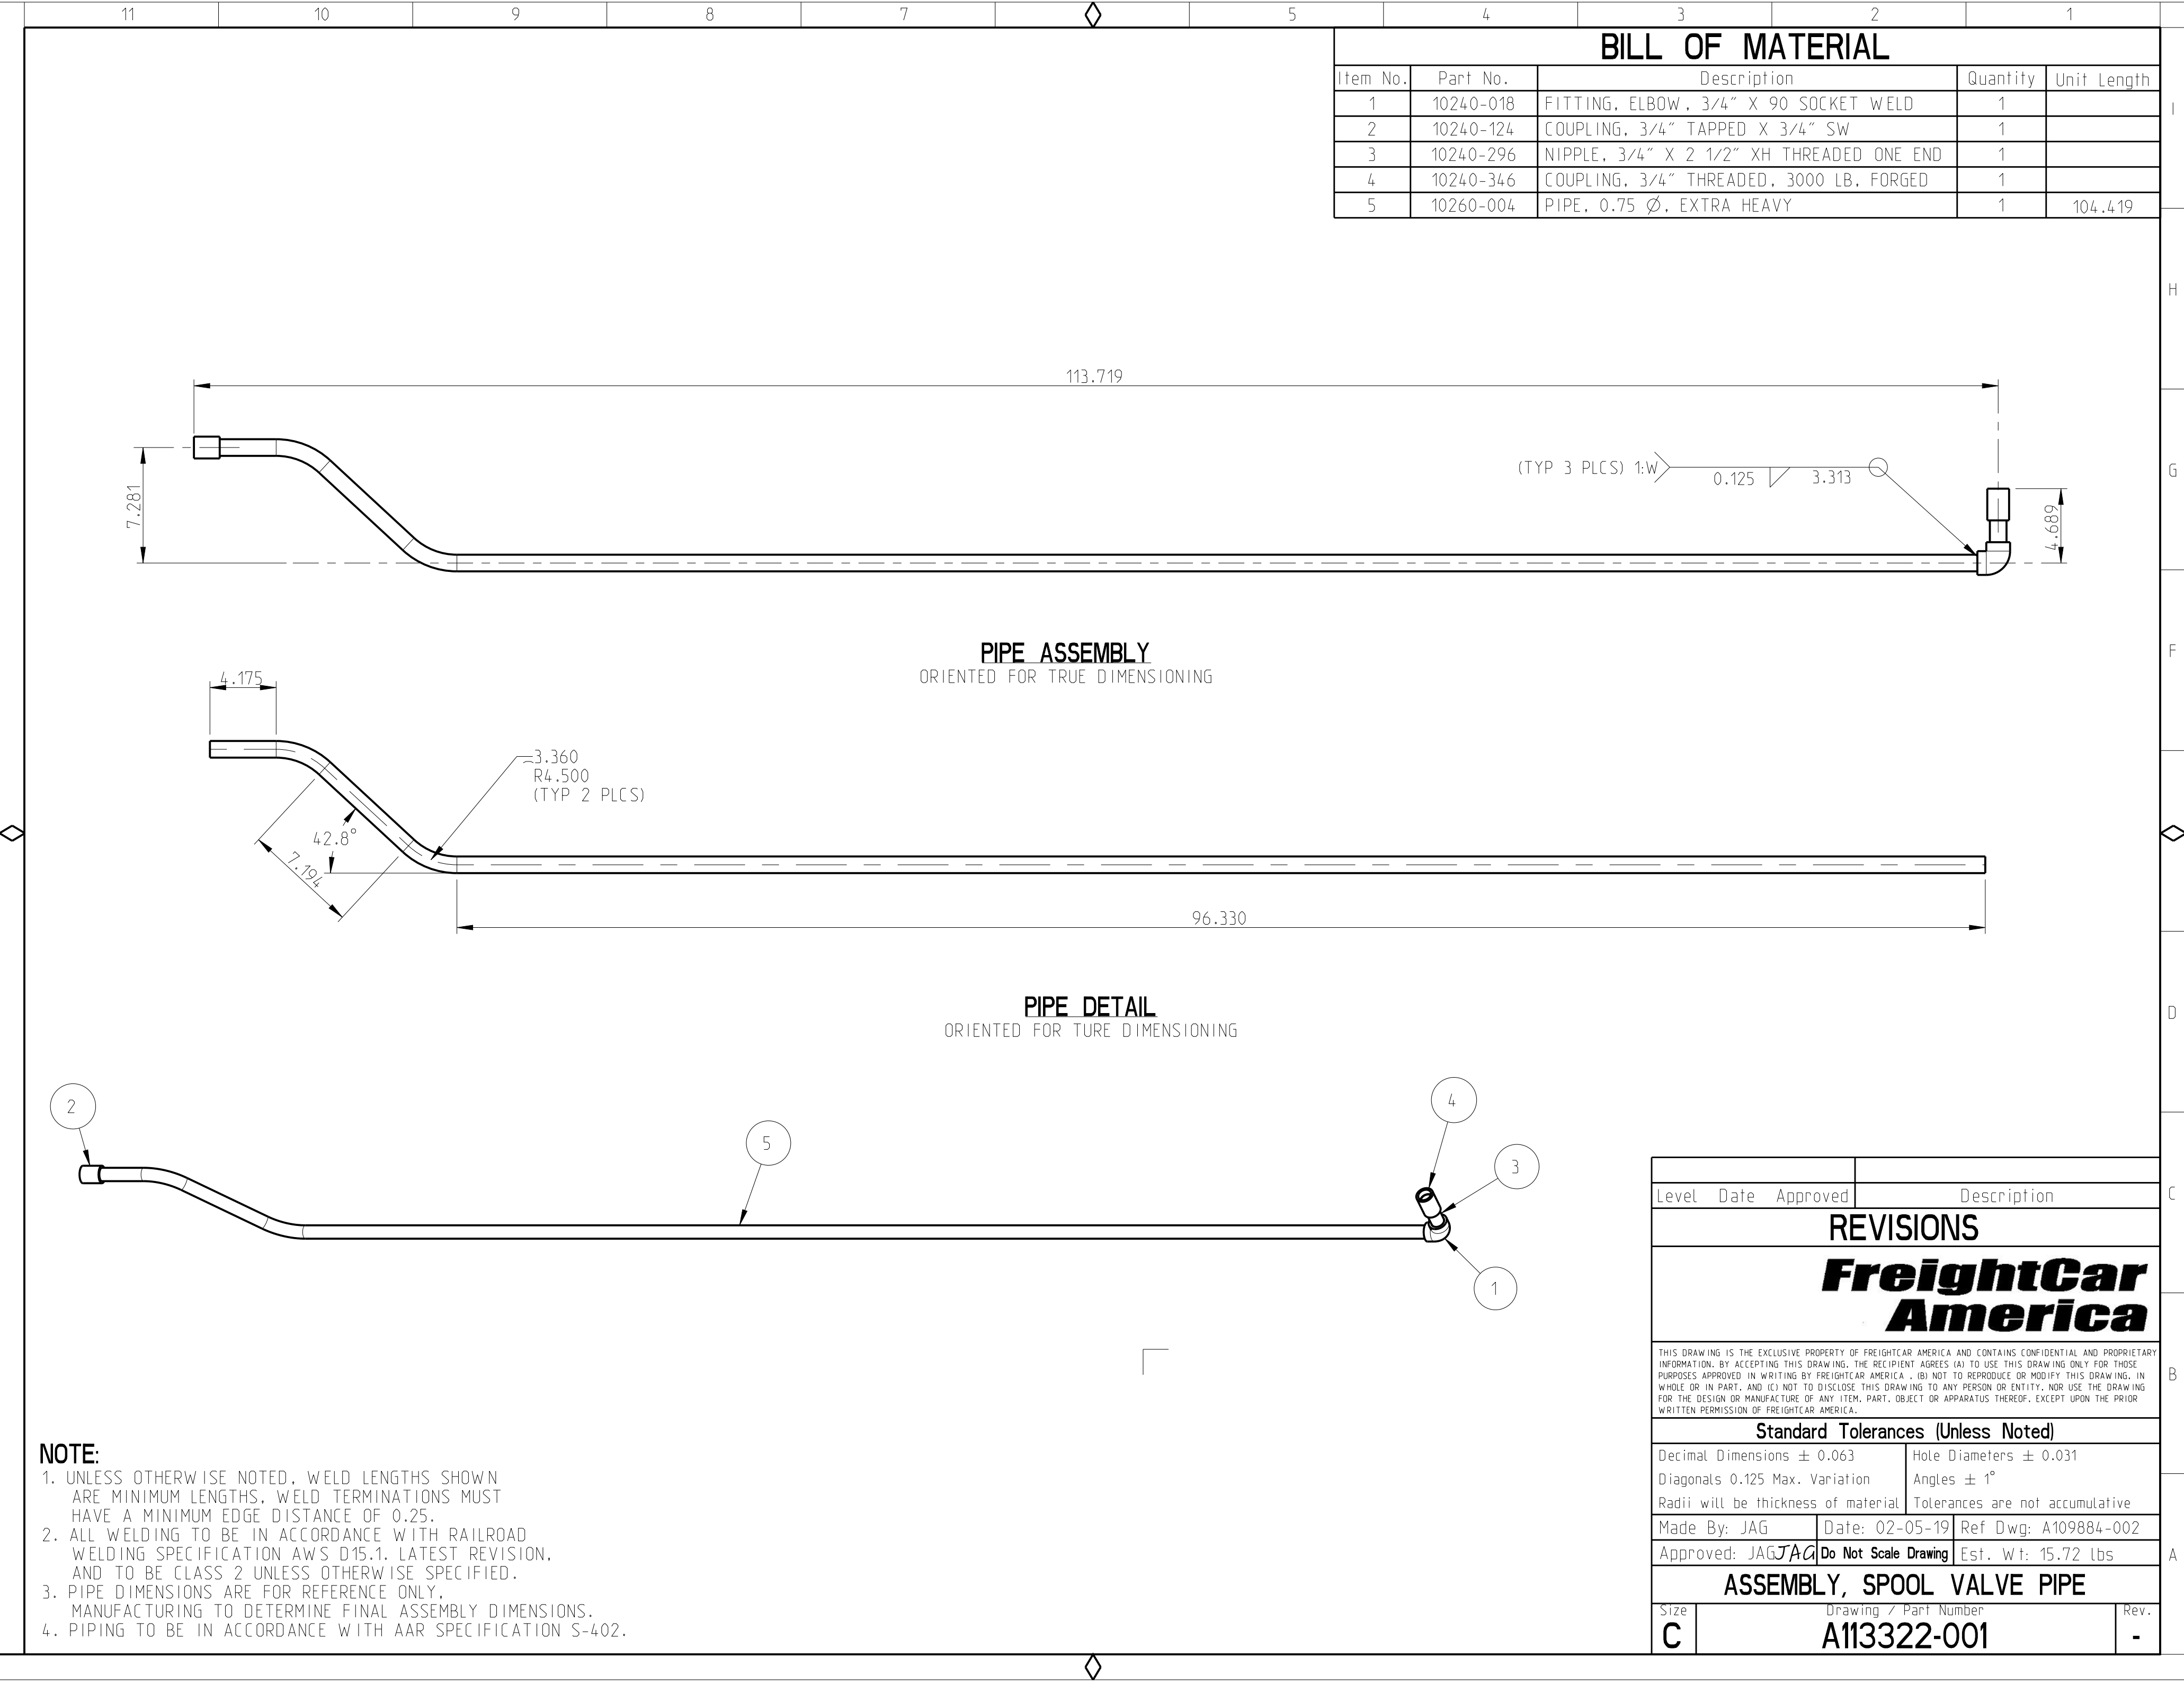 11 10 9 8 7 5 4 3 2 1
BILL OF MATERIAL
Item No. Part No. Description Quantity Unit Length
1 10240-018 FITTING, ELBOW, 3/4" X 90 SOCKET WELD 1
2 10240-124 COUPLING, 3/4" TAPPED X 3/4" SW 1
3 10240-296 NIPPLE, 3/4" X 2 1/2" XH THREADED ONE END 1
4 10240-346 COUPLING, 3/4" THREADED, 3000 LB, FORGED 1
5 10260-004 PIPE, 0.75 Ø, EXTRA HEAVY 1 104.419
I
H
G
F
D
C
B
A
113.719
7.281
(TYP 3 PLCS) 1:W
0.125 3.313
4.689
PIPE ASSEMBLY
ORIENTED FOR TRUE DIMENSIONING
4.175
3.360
R4.500
(TYP 2 PLCS)
42.8°
7.194
96.330
PIPE DETAIL
ORIENTED FOR TURE DIMENSIONING
2
5
4
3
1
NOTE:
1. UNLESS OTHERWISE NOTED, WELD LENGTHS SHOWN
ARE MINIMUM LENGTHS, WELD TERMINATIONS MUST
HAVE A MINIMUM EDGE DISTANCE OF 0.25.
2. ALL WELDING TO BE IN ACCORDANCE WITH RAILROAD
WELDING SPECIFICATION AWS D15.1, LATEST REVISION,
AND TO BE CLASS 2 UNLESS OTHERWISE SPECIFIED.
3. PIPE DIMENSIONS ARE FOR REFERENCE ONLY,
MANUFACTURING TO DETERMINE FINAL ASSEMBLY DIMENSIONS.
4. PIPING TO BE IN ACCORDANCE WITH AAR SPECIFICATION S-402.
Level Date Approved Description
REVISIONS
FreightCar
America
THIS DRAWING IS THE EXCLUSIVE PROPERTY OF FREIGHTCAR AMERICA AND CONTAINS CONFIDENTIAL AND PROPRIETARY
INFORMATION. BY ACCEPTING THIS DRAWING, THE RECIPIENT AGREES (A) TO USE THIS DRAWING ONLY FOR THOSE
PURPOSES APPROVED IN WRITING BY FREIGHTCAR AMERICA , (B) NOT TO REPRODUCE OR MODIFY THIS DRAWING, IN
WHOLE OR IN PART, AND (C) NOT TO DISCLOSE THIS DRAWING TO ANY PERSON OR ENTITY, NOR USE THE DRAWING
FOR THE DESIGN OR MANUFACTURE OF ANY ITEM, PART, OBJECT OR APPARATUS THEREOF, EXCEPT UPON THE PRIOR
WRITTEN PERMISSION OF FREIGHTCAR AMERICA.
Standard Tolerances (Unless Noted)
Decimal Dimensions ± 0.063 Hole Diameters ± 0.031
Diagonals 0.125 Max. Variation Angles ± 1°
Radii will be thickness of material Tolerances are not accumulative
Made By: JAG Date: 02-05-19 Ref Dwg: A109884-002
Approved: JAG JAG Do Not Scale Drawing Est. Wt: 15.72 lbs
ASSEMBLY, SPOOL VALVE PIPE
Size Drawing / Part Number Rev.
C A113322-001 -